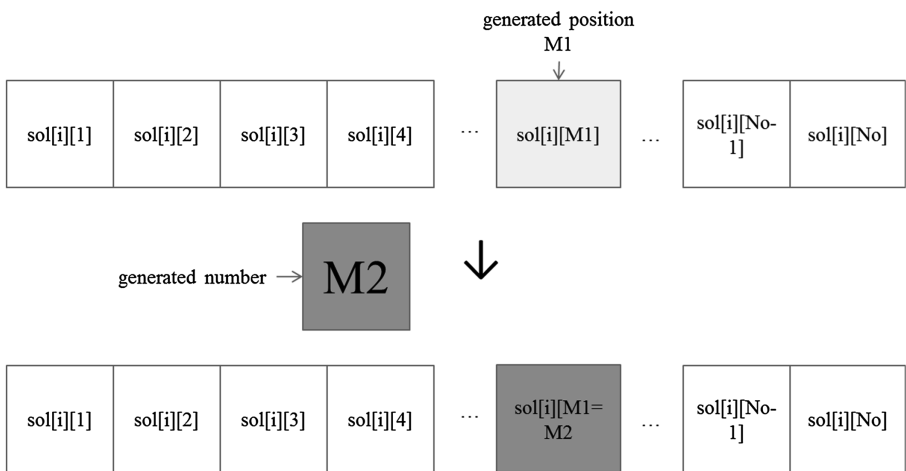 generated position
M1
sol[i][1] sol[i][2] sol[i][3] sol[i][4] ... sol[i][M1] ... sol[i][No-
1] sol[i][No]
generated number M2
sol[i][1] sol[i][2] sol[i][3] sol[i][4] ... sol[i][M1=
M2 ... sol[i][No-
1] sol[i][No]